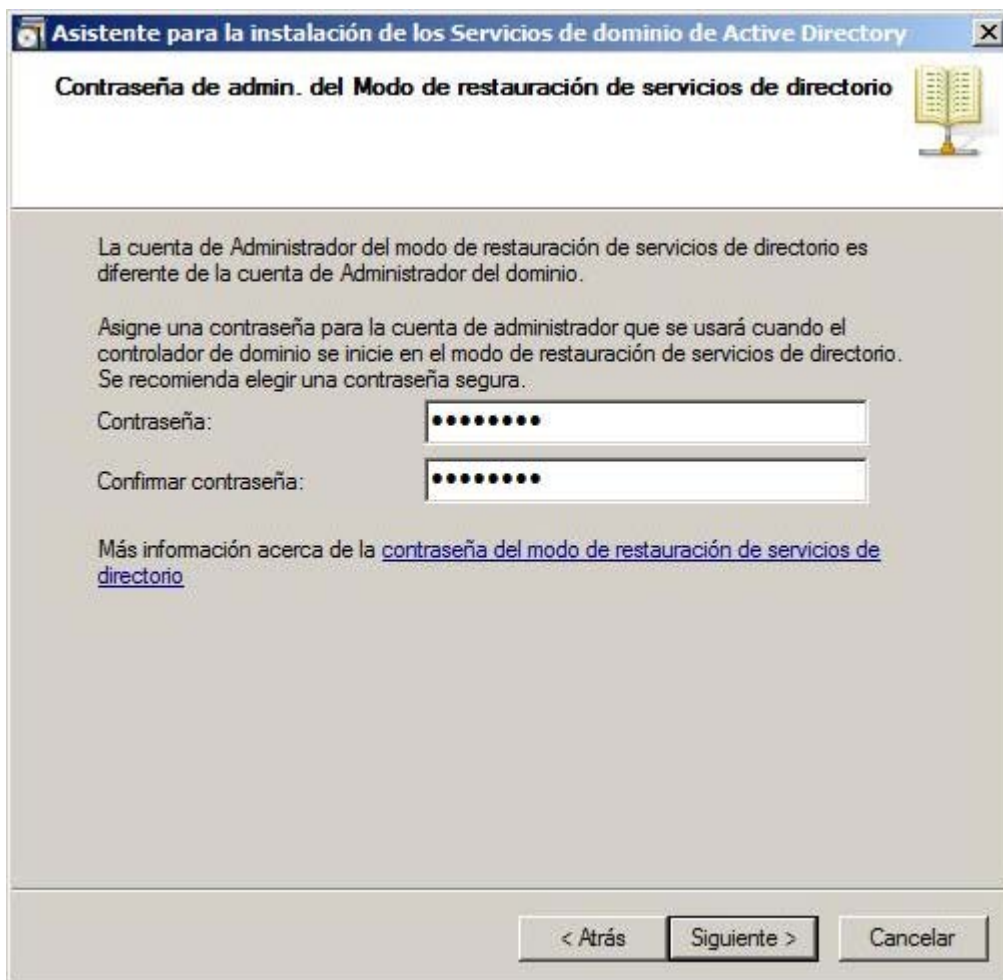 Asistente para la instalación de los Servicios de dominio de Active Directory
Contraseña de admin. del Modo de restauración de servicios de directorio
La cuenta de Administrador del modo de restauración de servicios de directorio es
diferente de la cuenta de Administrador del dominio.
Asigne una contraseña para la cuenta de administrador que se usará cuando el
controlador de dominio se inicie en el modo de restauración de servicios de directorio.
Se recomienda elegir una contraseña segura.
Contraseña: ••••••••
Confirmar contraseña: ••••••••
Más información acerca de la contraseña del modo de restauración de servicios de
directorio
< Atrás Siguiente > Cancelar